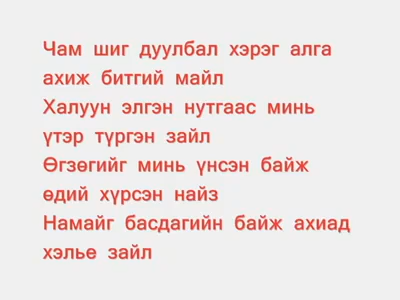 Чам шиг дуулбал хэрэг алга
ахиж битгий майл
Халуун элгэн нутгаас минь
үтэр түргэн зайл
Өгзөгийг минь үнсэн байж
өдий хүрсэн найз
Намайг басдагийн байж ахиад
хэлье зайл